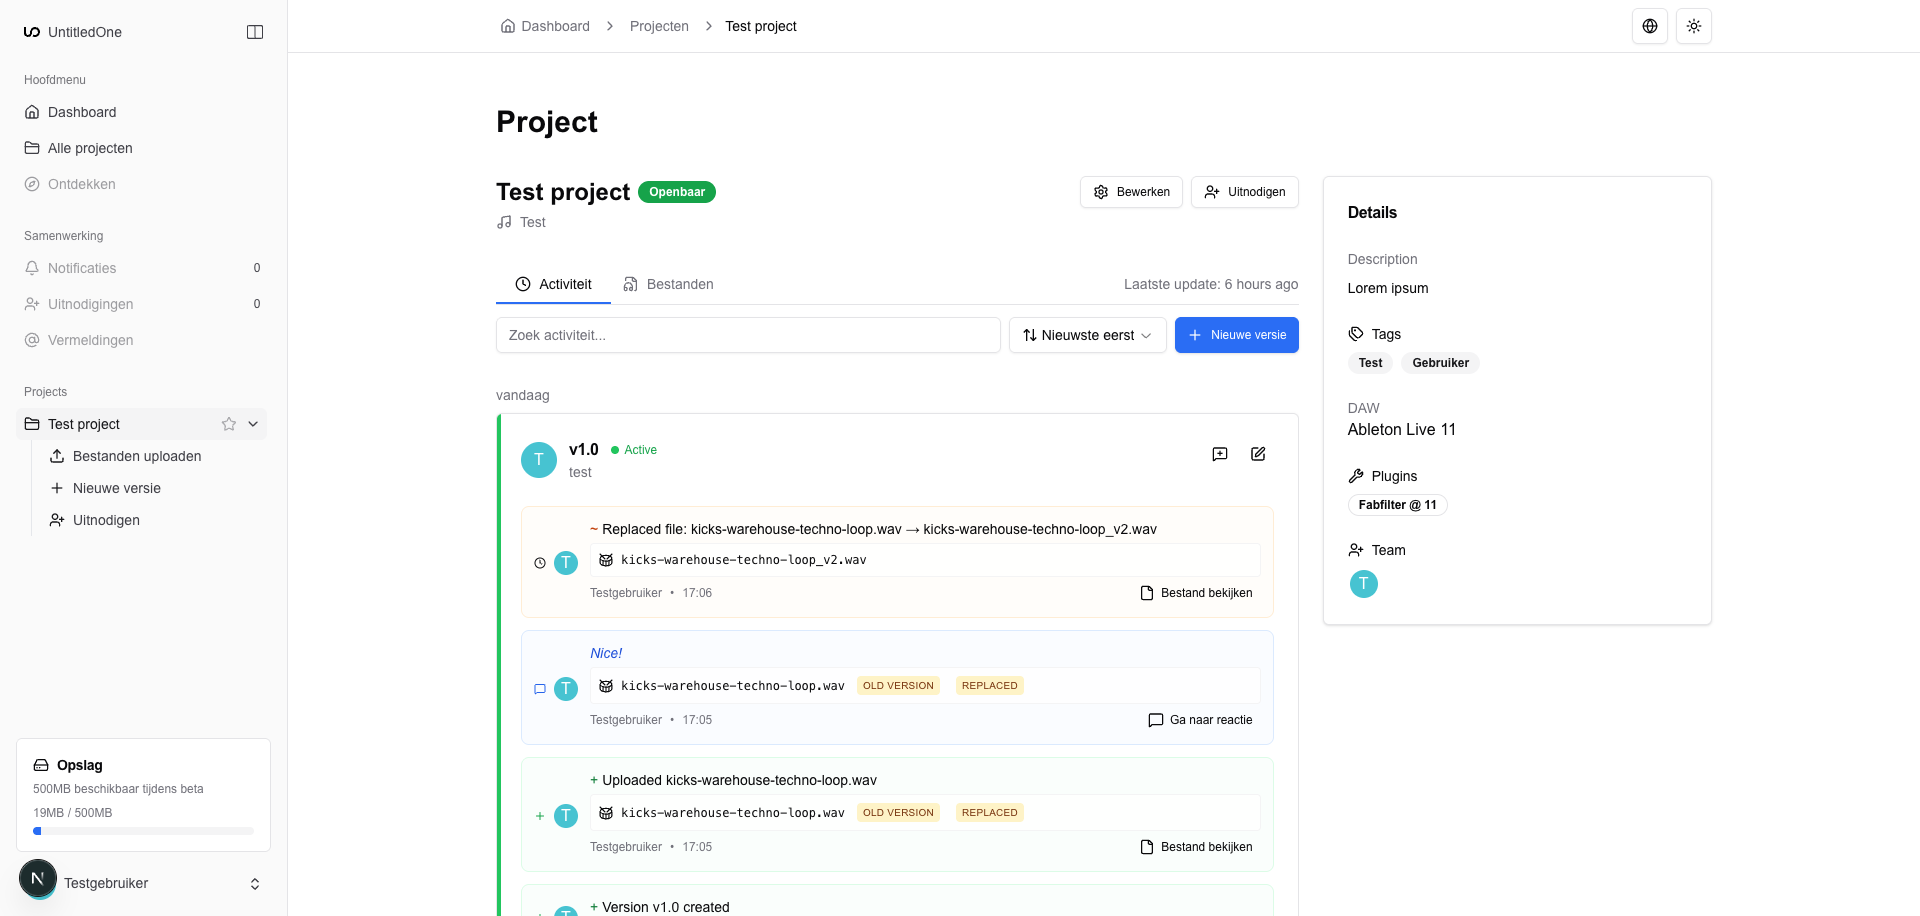 UntitledOne
Hoofdmenu
Dashboard
Alle projecten
Ontdekken
Samenwerking
Notificaties 0
Uitnodigingen 0
Vermeldingen
Projects
Test project
Bestanden uploaden
Nieuwe versie
Uitnodigen
Opslag
500MB beschikbaar tijdens beta
19MB / 500MB
N Testgebruiker
Dashboard > Projecten > Test project
Project
Test project Openbaar
Test
Bewerken Uitnodigen
Activiteit Bestanden Laatste update: 6 hours ago
Zoek activiteit... Nieuwste eerst + Nieuwe versie
vandaag
T v1.0 Active
test
~ Replaced file: kicks-warehouse-techno-loop.wav → kicks-warehouse-techno-loop_v2.wav
T kicks-warehouse-techno-loop_v2.wav
Testgebruiker • 17:06 Bestand bekijken
Nice!
T kicks-warehouse-techno-loop.wav OLD VERSION REPLACED
Testgebruiker • 17:05 Ga naar reactie
+ Uploaded kicks-warehouse-techno-loop.wav
+ T kicks-warehouse-techno-loop.wav OLD VERSION REPLACED
Testgebruiker • 17:05 Bestand bekijken
+ Version v1.0 created
Details
Description
Lorem ipsum
Tags
Test Gebruiker
DAW
Ableton Live 11
Plugins
Fabfilter @ 11
Team
T